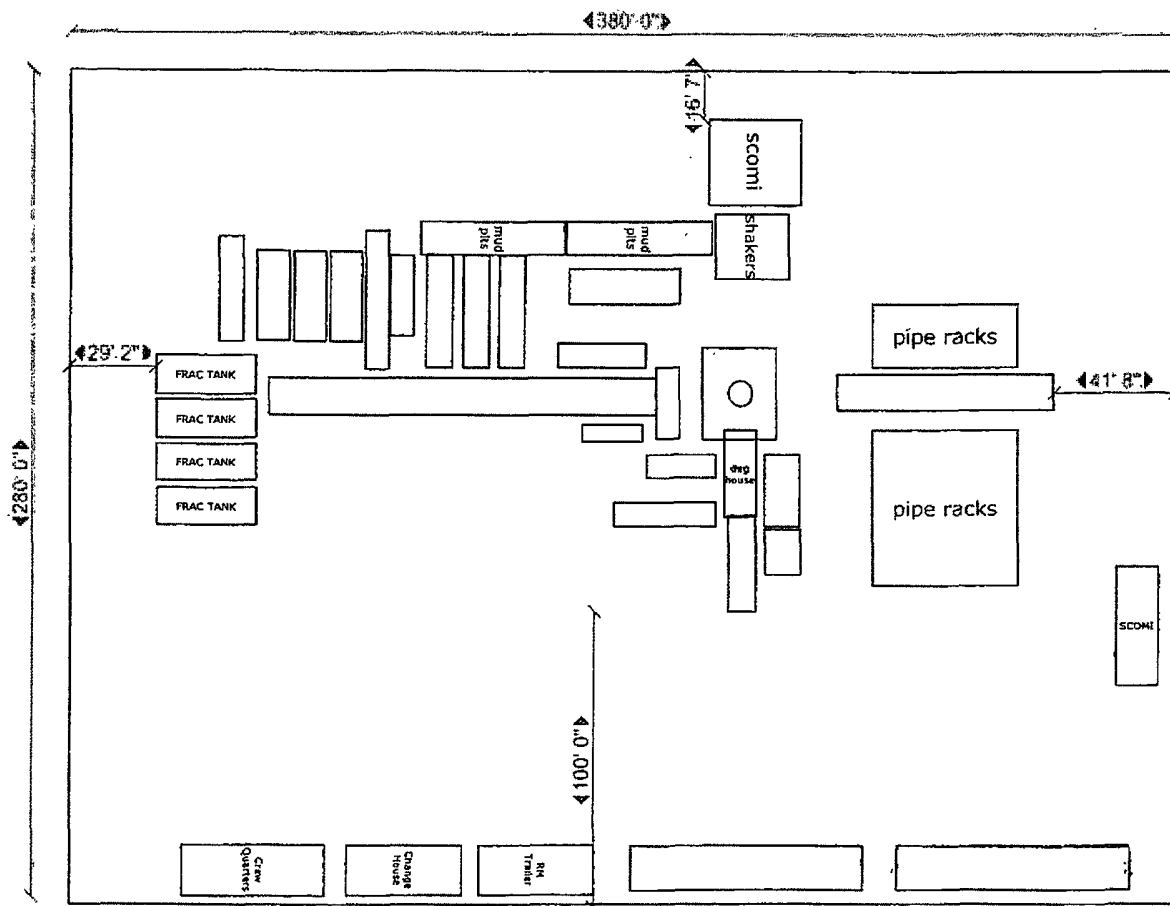 380'-0"
16'.7"
scomi
shakers
mud
pits
mud
pits
pipe racks
29'.2"
FRAC TANK
41'8"
FRAC TANK
FRAC TANK
FRAC TANK
280'0"
dog
house
pipe racks
SCOMI
100'.0"
Crew
Quarters
Change
House
RM
Trailer